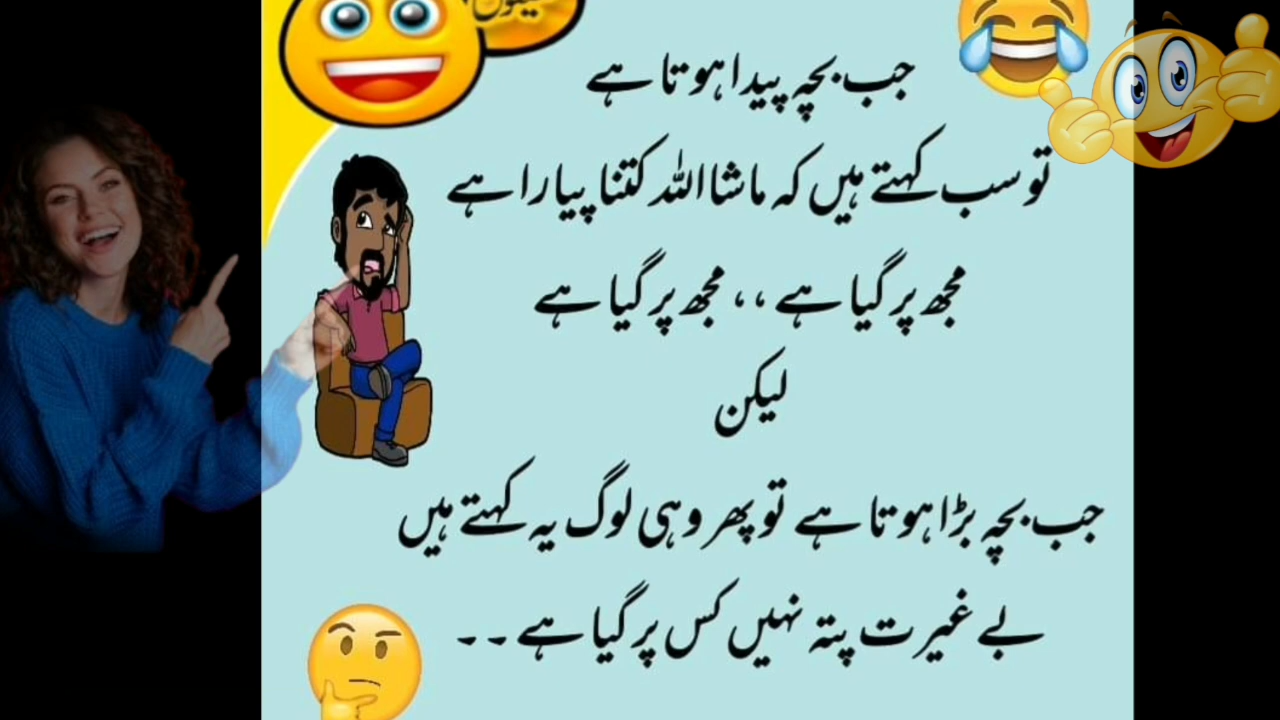 جب بچہ پیدا ہوتا ہے
تو سب کہتے ہیں کہ ماشااللہ کتنا پیارا ہے
مجھ پر گیا ہے ،، مجھ پر گیا ہے
لیکن
جب بچہ بڑا ہوتا ہے تو پھر وہی لوگ یہ کہتے ہیں
بے غیرت پتہ نہیں کس پر گیا ہے ۔۔